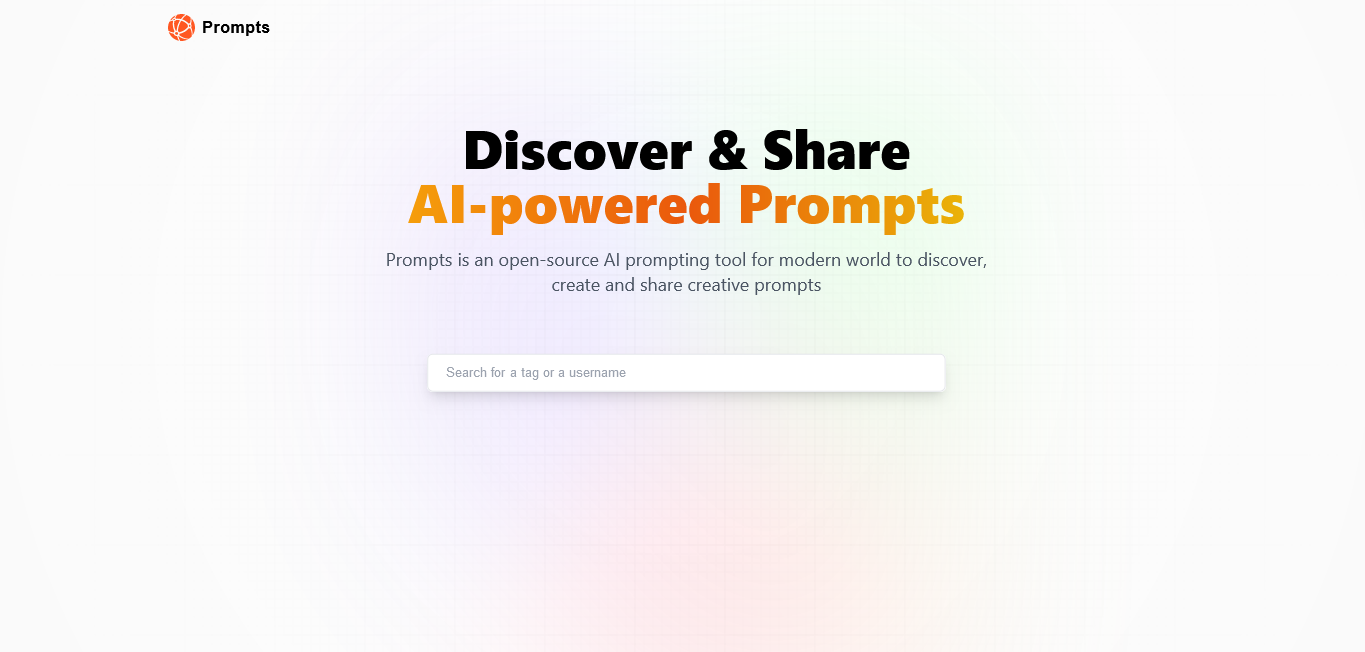 Prompts
Discover & Share
AI-powered Prompts
Prompts is an open-source AI prompting tool for modern world to discover,
create and share creative prompts
Search for a tag or a username